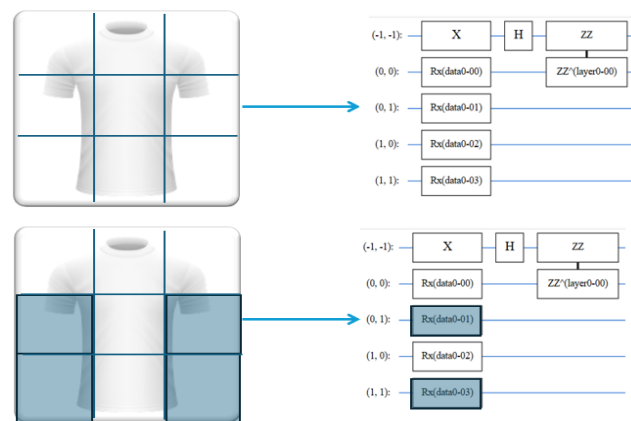 (-1, -1): X H ZZ
(0, 0): Rx(data0-00) ZZ^(layer0-00)
(0, 1): Rx(data0-01)
(1, 0): Rx(data0-02)
(1, 1): Rx(data0-03)
(-1, -1): X H ZZ
(0, 0): Rx(data0-00) ZZ^(layer0-00)
(0, 1): Rx(data0-01)
(1, 0): Rx(data0-02)
(1, 1): Rx(data0-03)